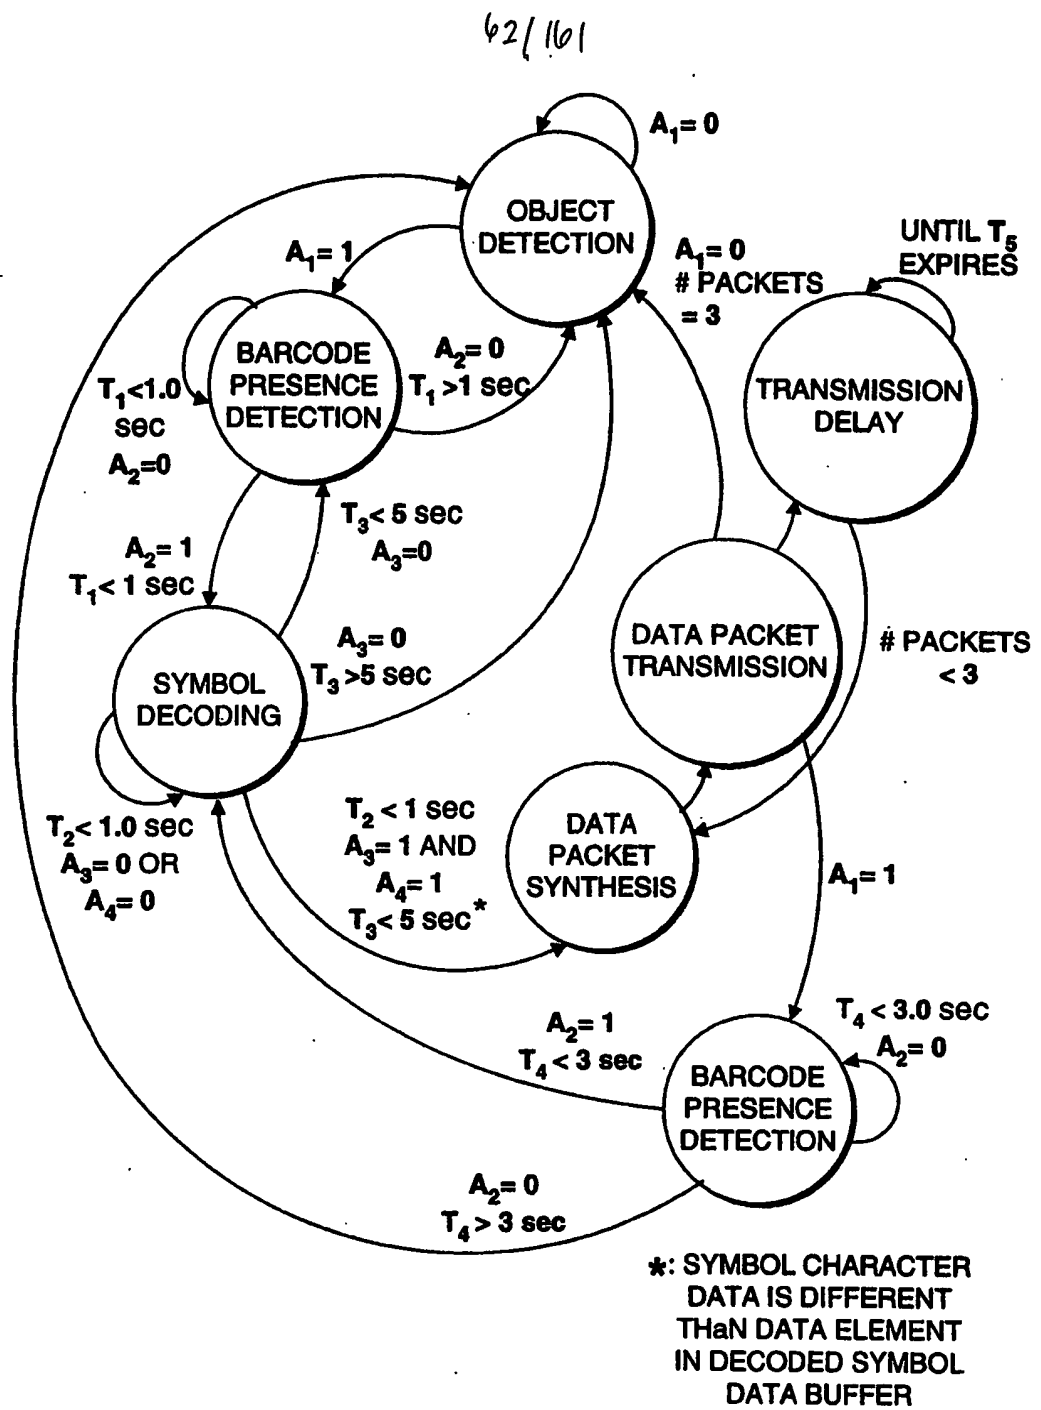 62/161
A₁= 0
OBJECT
DETECTION
UNTIL T₅
EXPIRES
A₁= 1
A₁= 0
# PACKETS
= 3
BARCODE
PRESENCE
DETECTION
A₂= 0
T₁ >1 sec
TRANSMISSION
DELAY
T₁<1.0
sec
A₂=0
T₃< 5 sec
A₃=0
A₂= 1
T₁< 1 sec
A₃= 0
T₃ >5 sec
DATA PACKET
TRANSMISSION
# PACKETS
< 3
SYMBOL
DECODING
T₂< 1.0 sec
A₃= 0 OR
A₄= 0
T₂ < 1 sec
A₃= 1 AND
A₄= 1
T₃< 5 sec*
DATA
PACKET
SYNTHESIS
A₁= 1
T₄ < 3.0 sec
A₂= 0
A₂= 1
T₄ < 3 sec
BARCODE
PRESENCE
DETECTION
A₂= 0
T₄ > 3 sec
*: SYMBOL CHARACTER
DATA IS DIFFERENT
THaN DATA ELEMENT
IN DECODED SYMBOL
DATA BUFFER